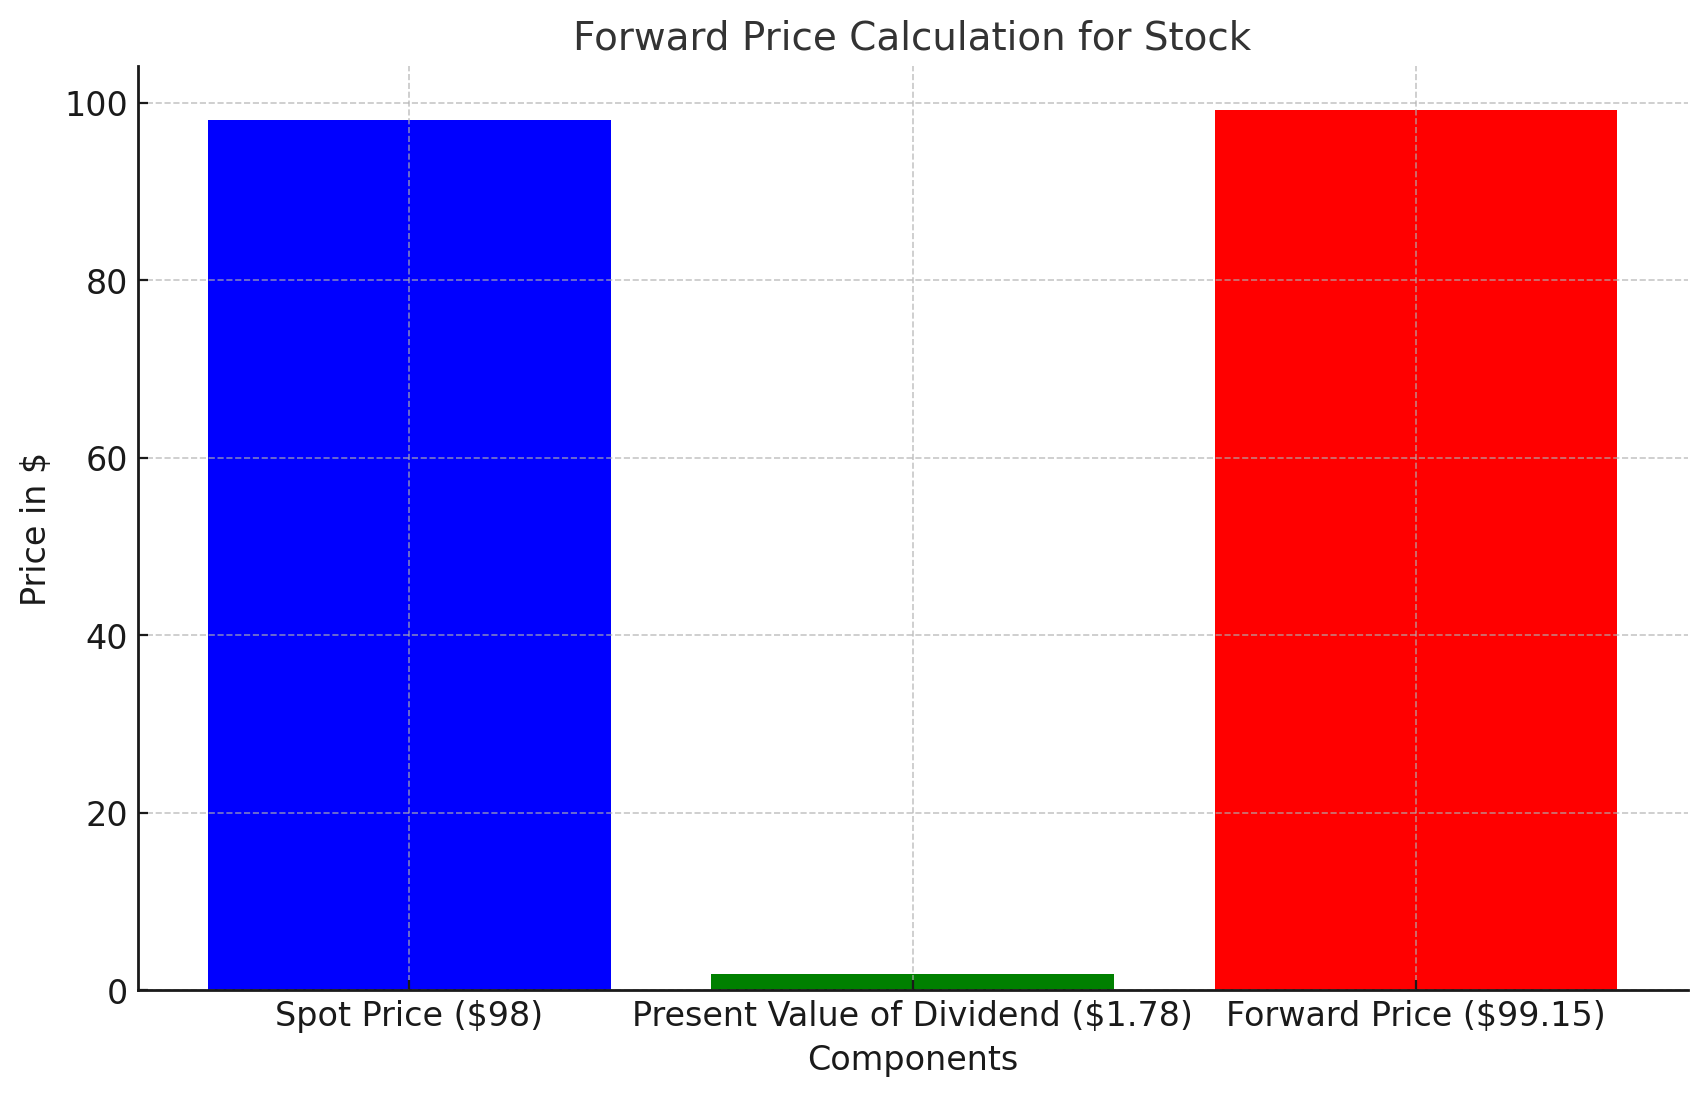 Forward Price Calculation for Stock
Price in $
100
80
60
40
20
0
Spot Price ($98)
Present Value of Dividend ($1.78)
Forward Price ($99.15)
Components